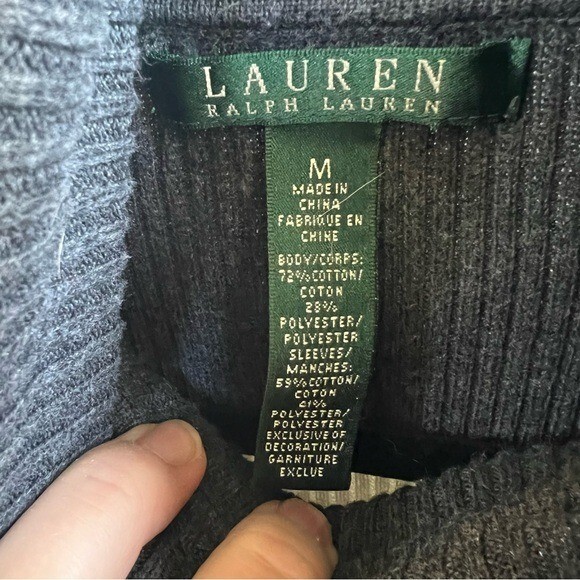 LAUREN
RALPH LAUREN
M
MADE IN
CHINA
FABRIQUE EN
CHINE
BODY/CORPS:
72% COTTON/
COTON
28%
POLYESTER/
POLYESTER
SLEEVES/
MANCHES:
59% COTTON/
COTON
41%
POLYESTER/
POLYESTER
EXCLUSIVE OF
DECORATION/
GARNITURE
EXCLUE